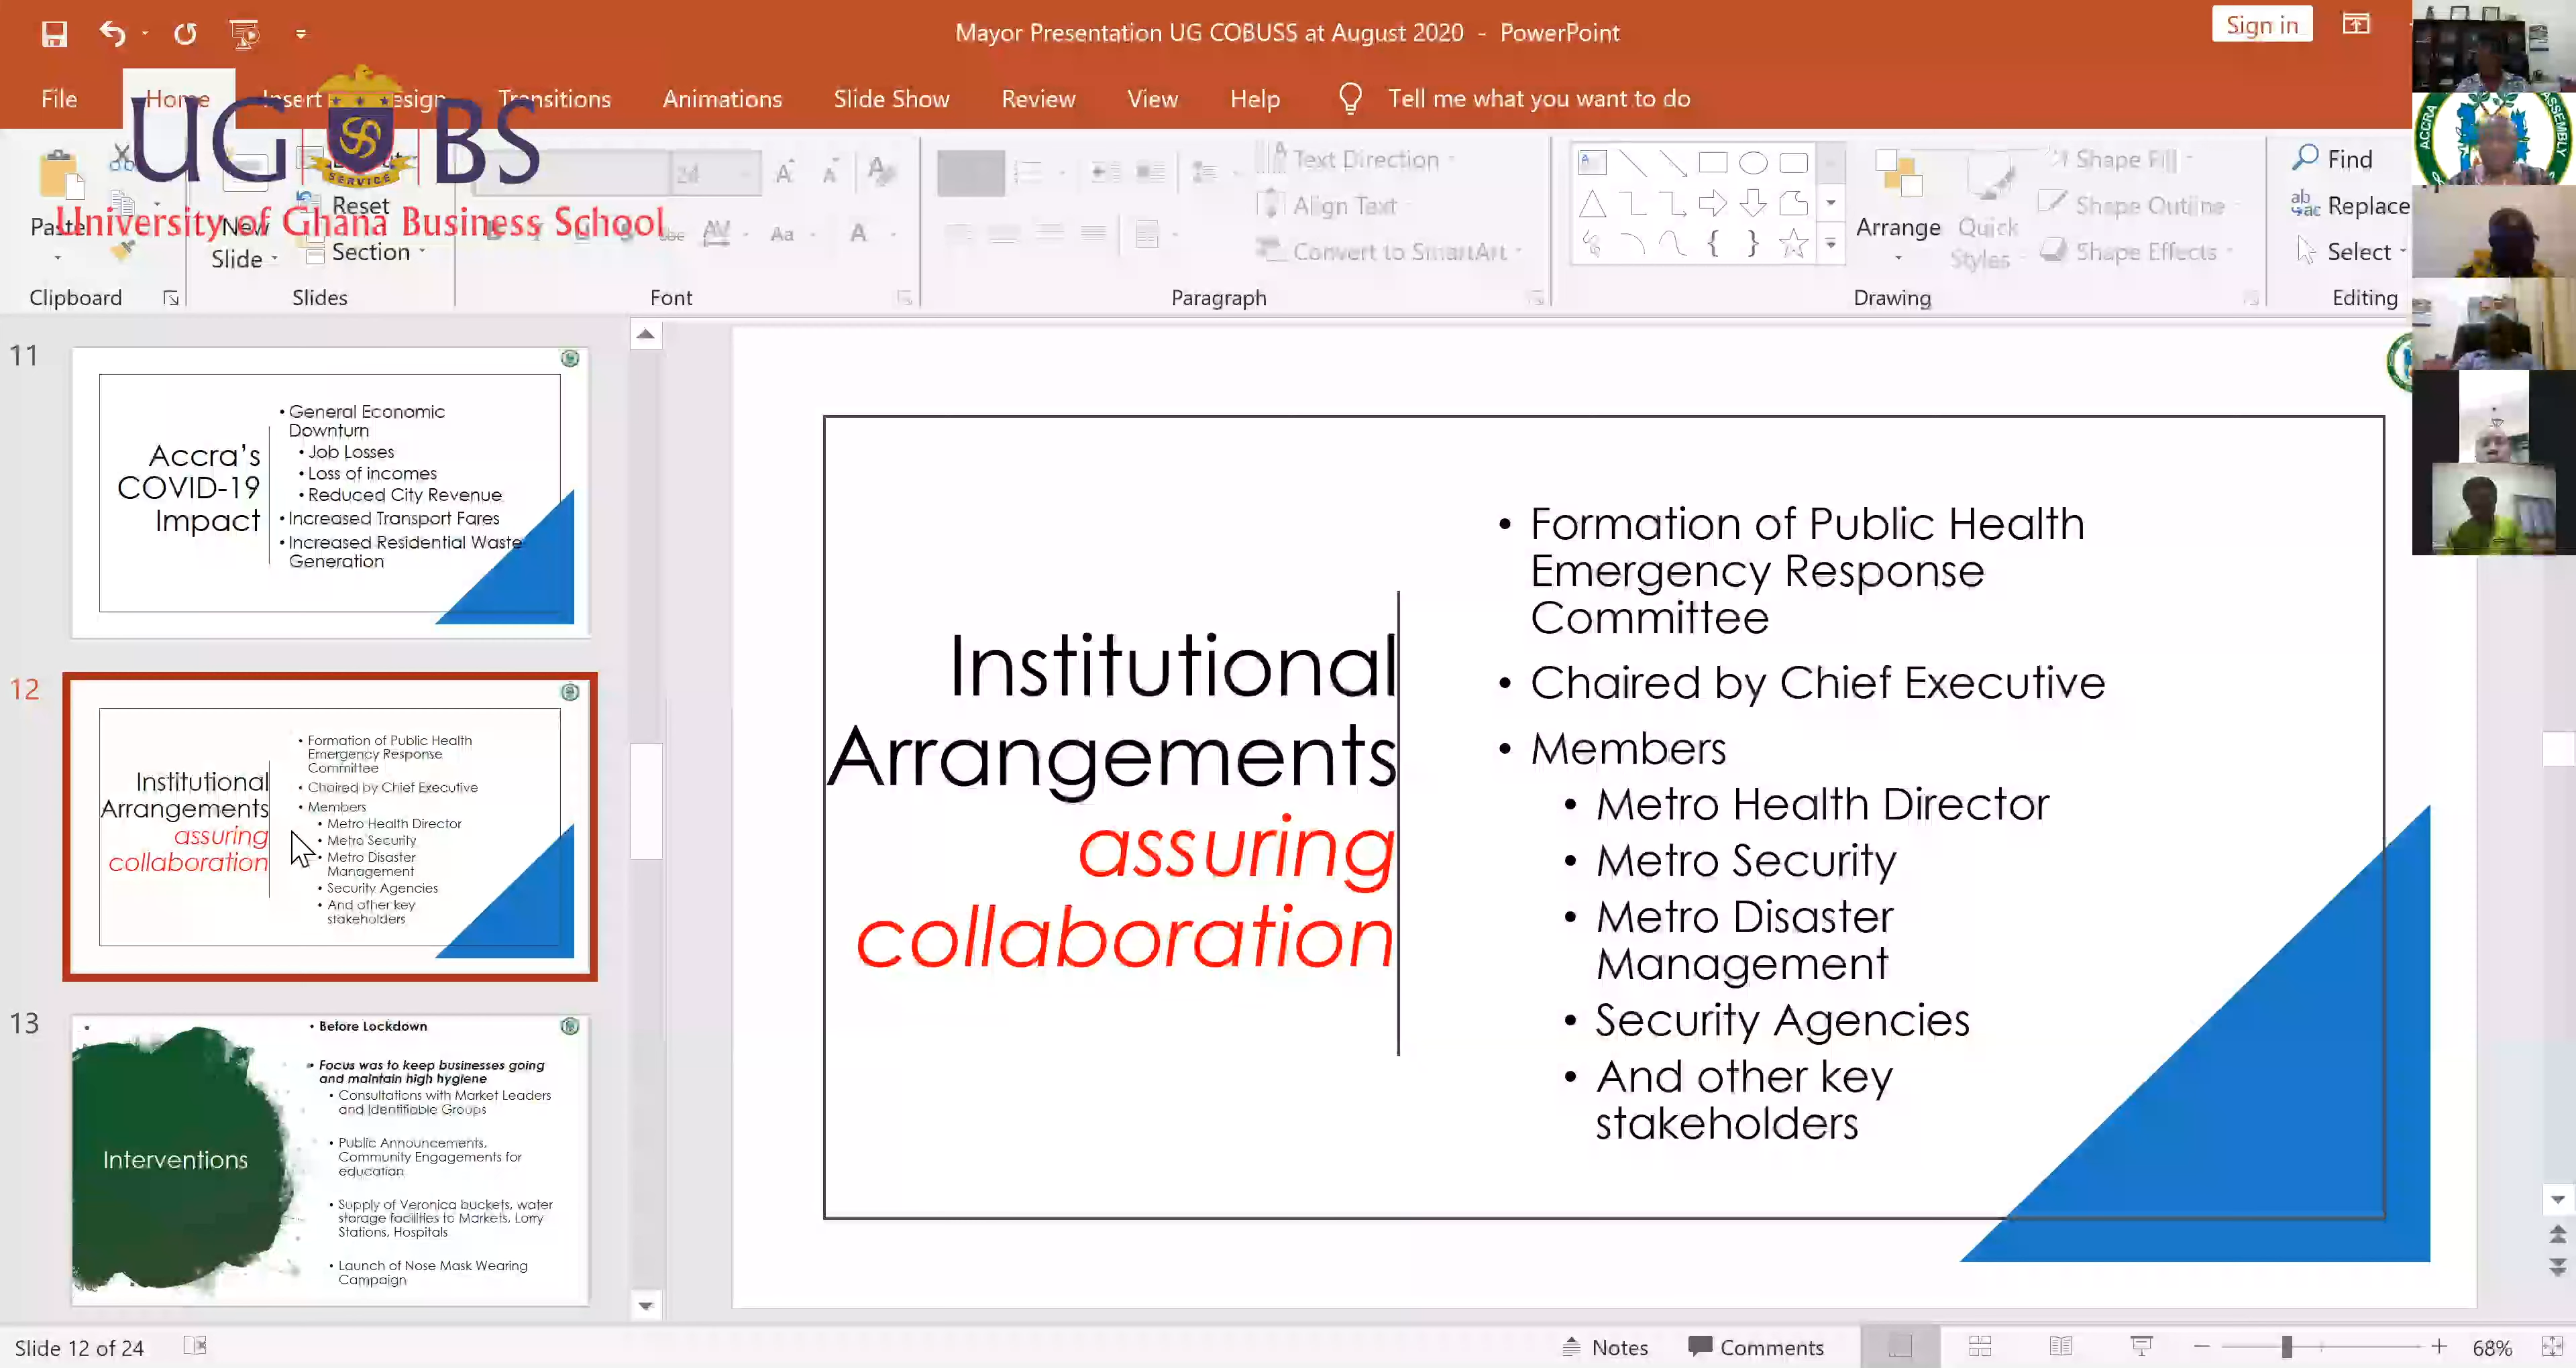 Mayor Presentation UG COBUSS at August 2020 - PowerPoint
Sign in
File
Home
Insert
Design
Transitions
Animations
Slide Show
Review
View
Help
Tell me what you want to do
UG BS
SERVICE
University of Ghana Business School
Paste
New
Slide
Reset
Section
24
Aa
A
Text Direction
Align Text
Convert to SmartArt
Arrange
Quick
Styles
Shape Fill
Shape Outline
Shape Effects
Find
Replace
Select
Clipboard
Slides
Font
Paragraph
Drawing
Editing
ACCRA
ASSEMBLY
11
Accra's
COVID-19
Impact
• General Economic
Downturn
• Job Losses
• Loss of incomes
• Reduced City Revenue
• Increased Transport Fares
• Increased Residential Waste
Generation
12
Institutional
Arrangements
assuring
collaboration
• Formation of Public Health
Emergency Response
Committee
• Chaired by Chief Executive
• Members
• Metro Health Director
• Metro Security
• Metro Disaster
Management
• Security Agencies
• And other key
stakeholders
13
Interventions
• Before Lockdown
• Focus was to keep businesses going
and maintain high hygiene
• Consultations with Market Leaders
and Identifiable Groups
• Public Announcements,
Community Engagements for
education
• Supply of Veronica buckets, water
storage facilities to Markets, Lorry
Stations, Hospitals
• Launch of Nose Mask Wearing
Campaign
Institutional
Arrangements
assuring
collaboration
• Formation of Public Health
Emergency Response
Committee
• Chaired by Chief Executive
• Members
• Metro Health Director
• Metro Security
• Metro Disaster
Management
• Security Agencies
• And other key
stakeholders
Slide 12 of 24
Notes
Comments
68%